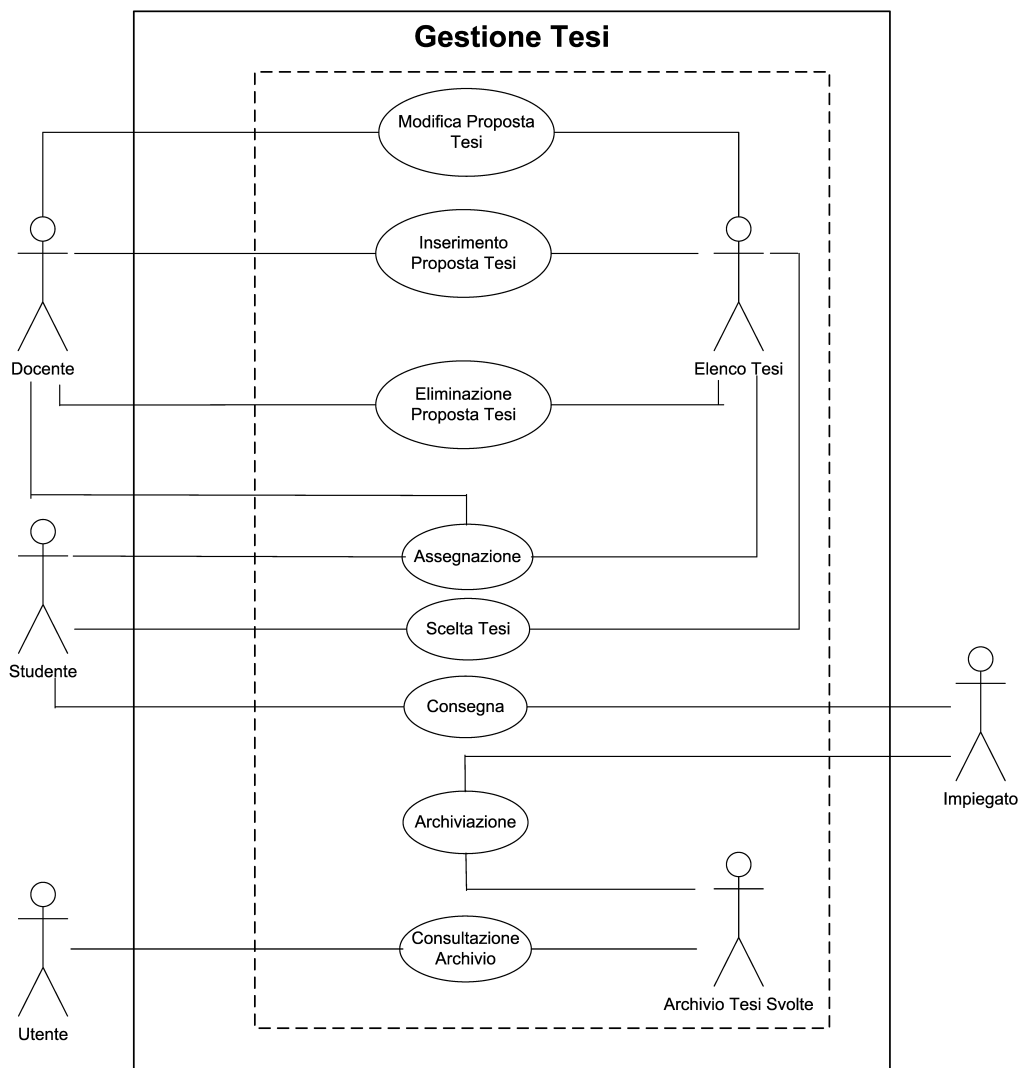 Gestione Tesi
Modifica Proposta
Tesi
Inserimento
Proposta Tesi
Docente
Elenco Tesi
Eliminazione
Proposta Tesi
Assegnazione
Scelta Tesi
Studente
Consegna
Impiegato
Archiviazione
Consultazione
Archivio
Archivio Tesi Svolte
Utente